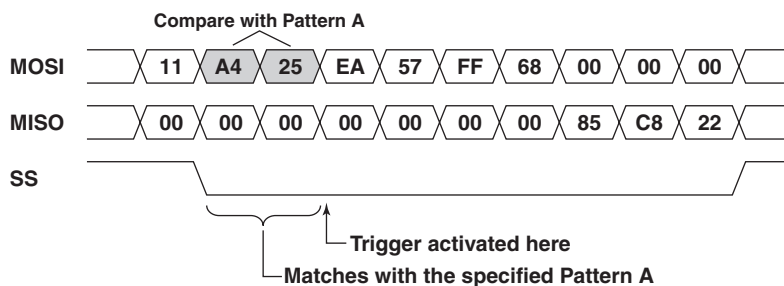 Compare with Pattern A
MOSI 11 A4 25 EA 57 FF 68 00 00 00
MISO 00 00 00 00 00 00 00 85 C8 22
SS
Trigger activated here
Matches with the specified Pattern A